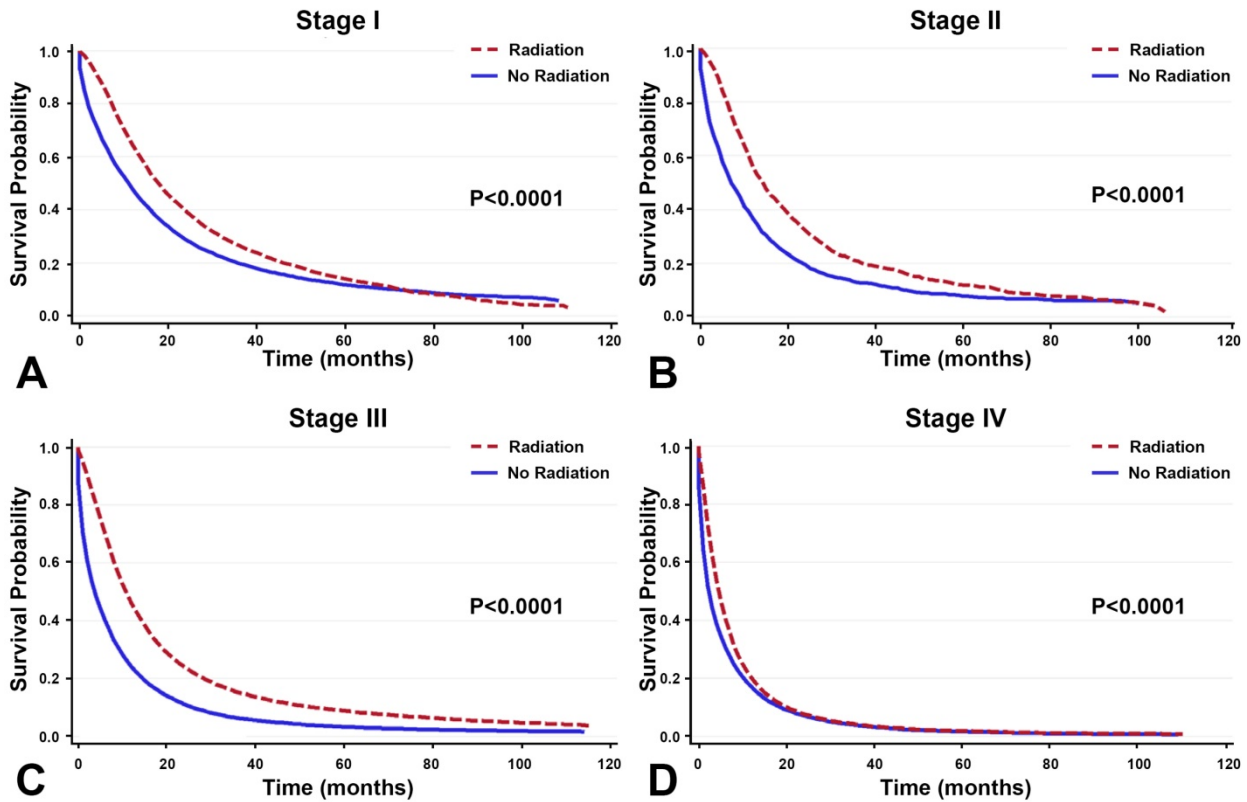 Stage I
Radiation
No Radiation
1.0
0.8
0.6
0.4
0.2
0.0
Survival Probability
P<0.0001
0 20 40 60 80 100 120
Time (months)
A
Stage II
Radiation
No Radiation
1.0
0.8
0.6
0.4
0.2
0.0
Survival Probability
P<0.0001
0 20 40 60 80 100 120
Time (months)
B
Stage III
Radiation
No Radiation
1.0
0.8
0.6
0.4
0.2
0.0
Survival Probability
P<0.0001
0 20 40 60 80 100 120
Time (months)
C
Stage IV
Radiation
No Radiation
1.0
0.8
0.6
0.4
0.2
0.0
Survival Probability
P<0.0001
0 20 40 60 80 100 120
Time (months)
D